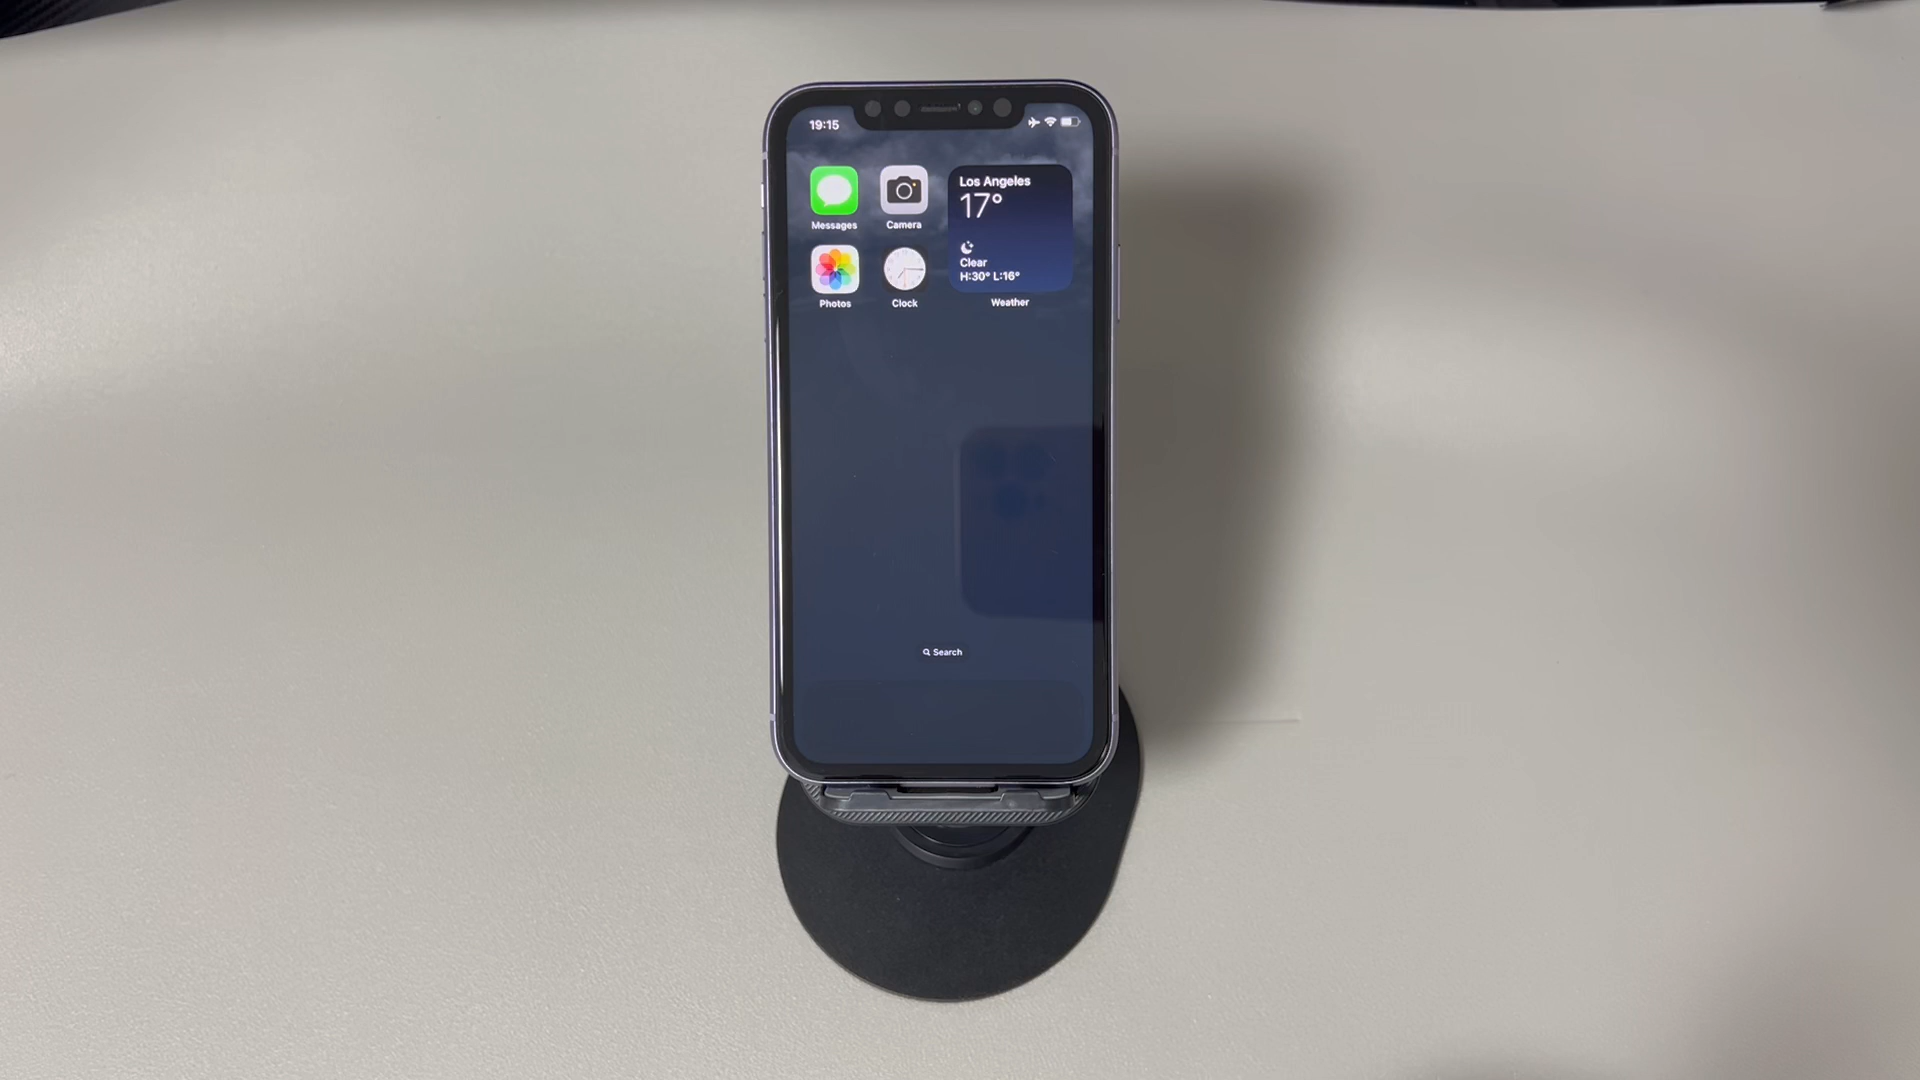 19:15
Messages
Camera
Los Angeles
17°
Clear
H:30° L:16°
Photos
Clock
Weather
Search